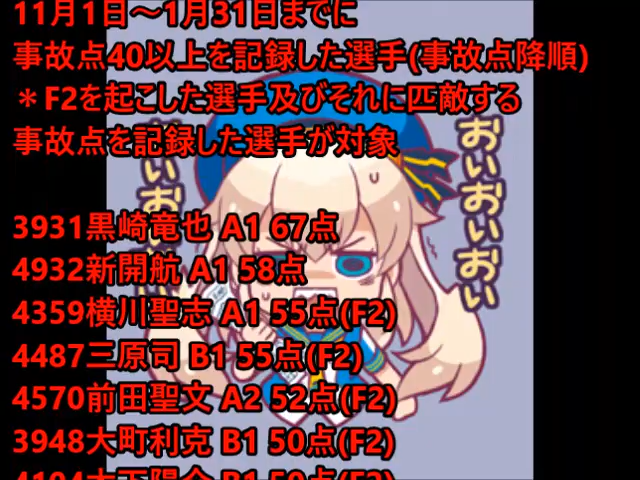 11月1日～1月31日までに
事故点40以上を記録した選手(事故点降順)
＊F2を起こした選手及びそれに匹敵する
事故点を記録した選手が対象
おいおいおい
3931黒崎竜也 A1 67点
4932新開航 A1 58点
4359横川聖志 A1 55点(F2)
4487三原司 B1 55点(F2)
4570前田聖文 A2 52点(F2)
3948大町利克 B1 50点(F2)
B1 50点(F2)